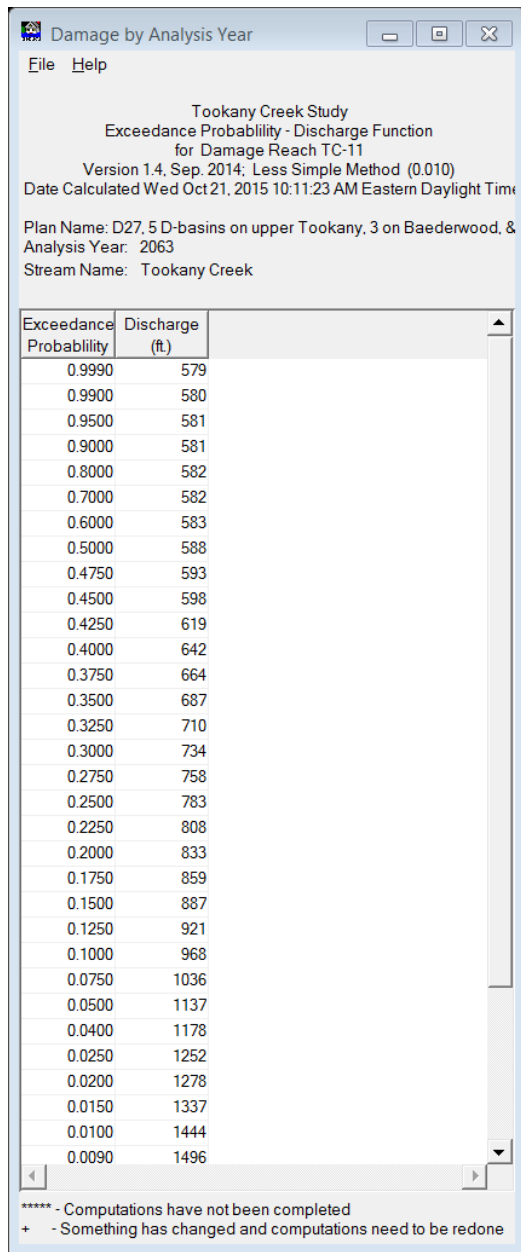 Damage by Analysis Year
File Help
Tookany Creek Study
Exceedance Probablility - Discharge Function
for Damage Reach TC-11
Version 1.4, Sep. 2014; Less Simple Method (0.010)
Date Calculated Wed Oct 21, 2015 10:11:23 AM Eastern Daylight Time
Plan Name: D27, 5 D-basins on upper Tookany, 3 on Baederwood, &
Analysis Year: 2063
Stream Name: Tookany Creek
Exceedance Discharge
Probablility (ft.)
0.9990 579
0.9900 580
0.9500 581
0.9000 581
0.8000 582
0.7000 582
0.6000 583
0.5000 588
0.4750 593
0.4500 598
0.4250 619
0.4000 642
0.3750 664
0.3500 687
0.3250 710
0.3000 734
0.2750 758
0.2500 783
0.2250 808
0.2000 833
0.1750 859
0.1500 887
0.1250 921
0.1000 968
0.0750 1036
0.0500 1137
0.0400 1178
0.0250 1252
0.0200 1278
0.0150 1337
0.0100 1444
0.0090 1496
***** - Computations have not been completed
+ - Something has changed and computations need to be redone